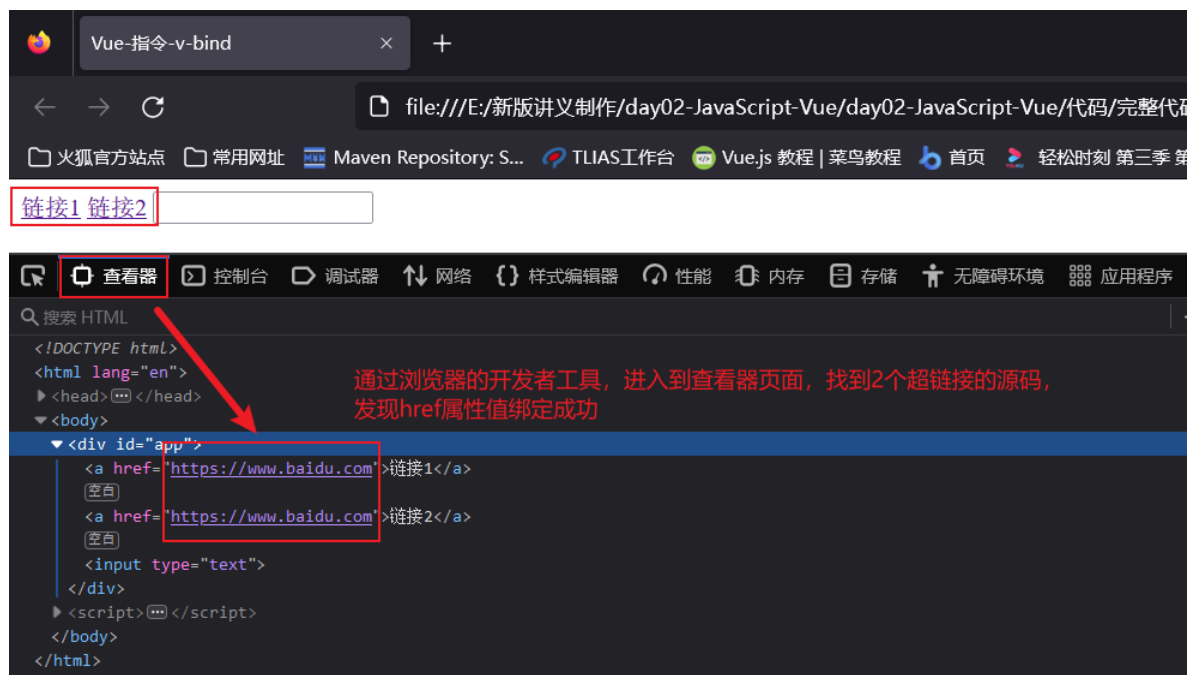 Vue-指令-v-bind
file:///E:/新版讲义制作/day02-JavaScript-Vue/day02-JavaScript-Vue/代码/完整代
火狐官方站点 常用网址 Maven Repository: S... TLIAS工作台 Vue.js 教程 | 菜鸟教程 首页 轻松时刻 第三季 第
链接1 链接2
查看器 控制台 调试器 网络 样式编辑器 性能 内存 存储 无障碍环境 应用程序
搜索 HTML
<!DOCTYPE html>
<html lang="en">
<head>…</head>
通过浏览器的开发者工具，进入到查看器页面，找到2个超链接的源码，
发现href属性值绑定成功
<body>
<div id="app">
<a href="https://www.baidu.com">链接1</a>
空白
<a href="https://www.baidu.com">链接2</a>
空白
<input type="text">
</div>
<script>…</script>
</body>
</html>